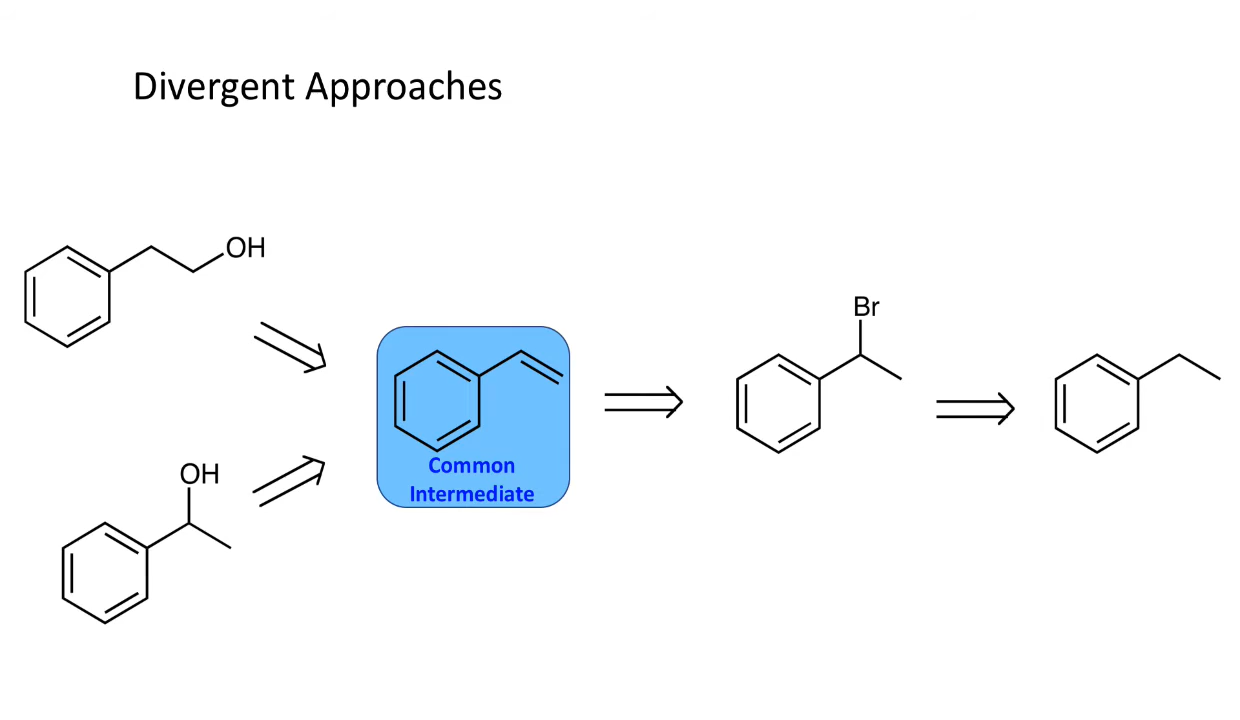 Divergent Approaches
OH
Br
OH
Common
Intermediate